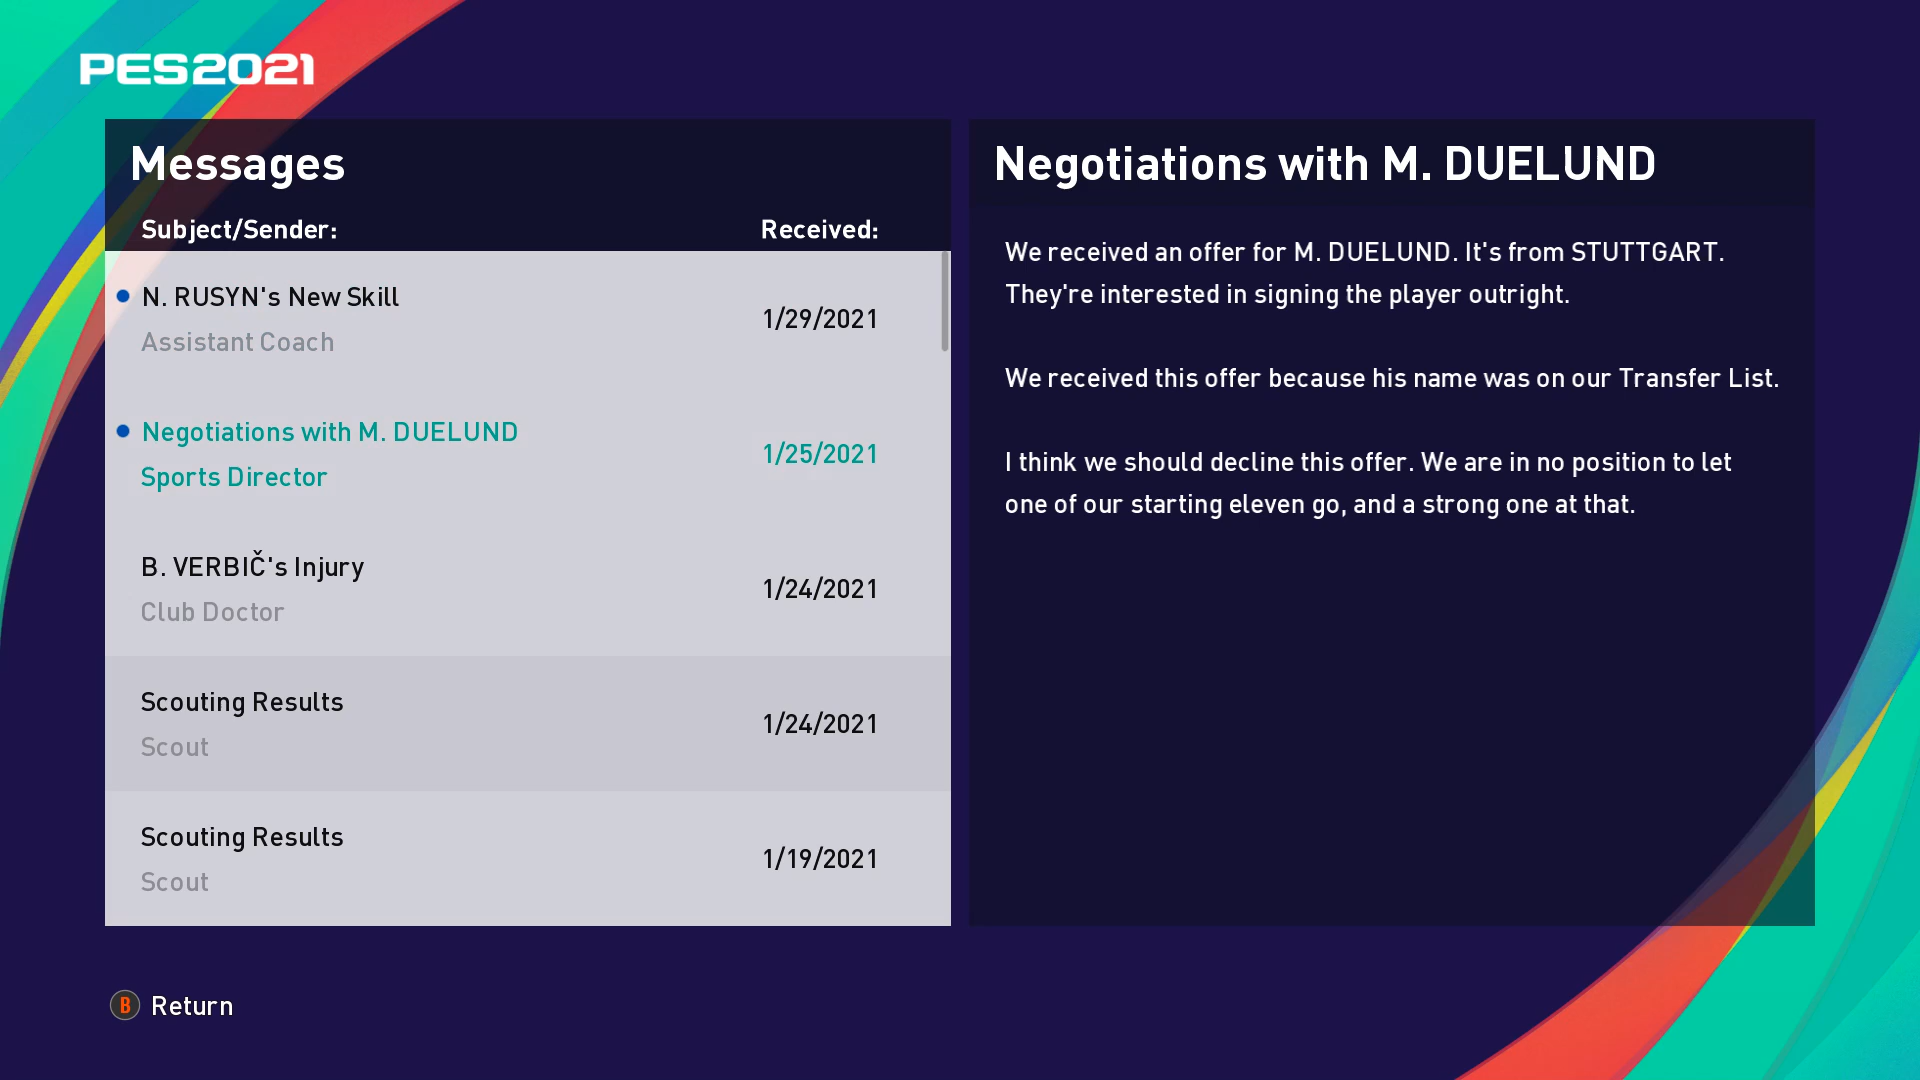 PES2021
Messages
Subject/Sender: Received:
N. RUSYN's New Skill
Assistant Coach
1/29/2021
Negotiations with M. DUELUND
Sports Director
1/25/2021
B. VERBIČ's Injury
Club Doctor
1/24/2021
Scouting Results
Scout
1/24/2021
Scouting Results
Scout
1/19/2021
Negotiations with M. DUELUND
We received an offer for M. DUELUND. It's from STUTTGART.
They're interested in signing the player outright.
We received this offer because his name was on our Transfer List.
I think we should decline this offer. We are in no position to let
one of our starting eleven go, and a strong one at that.
B Return